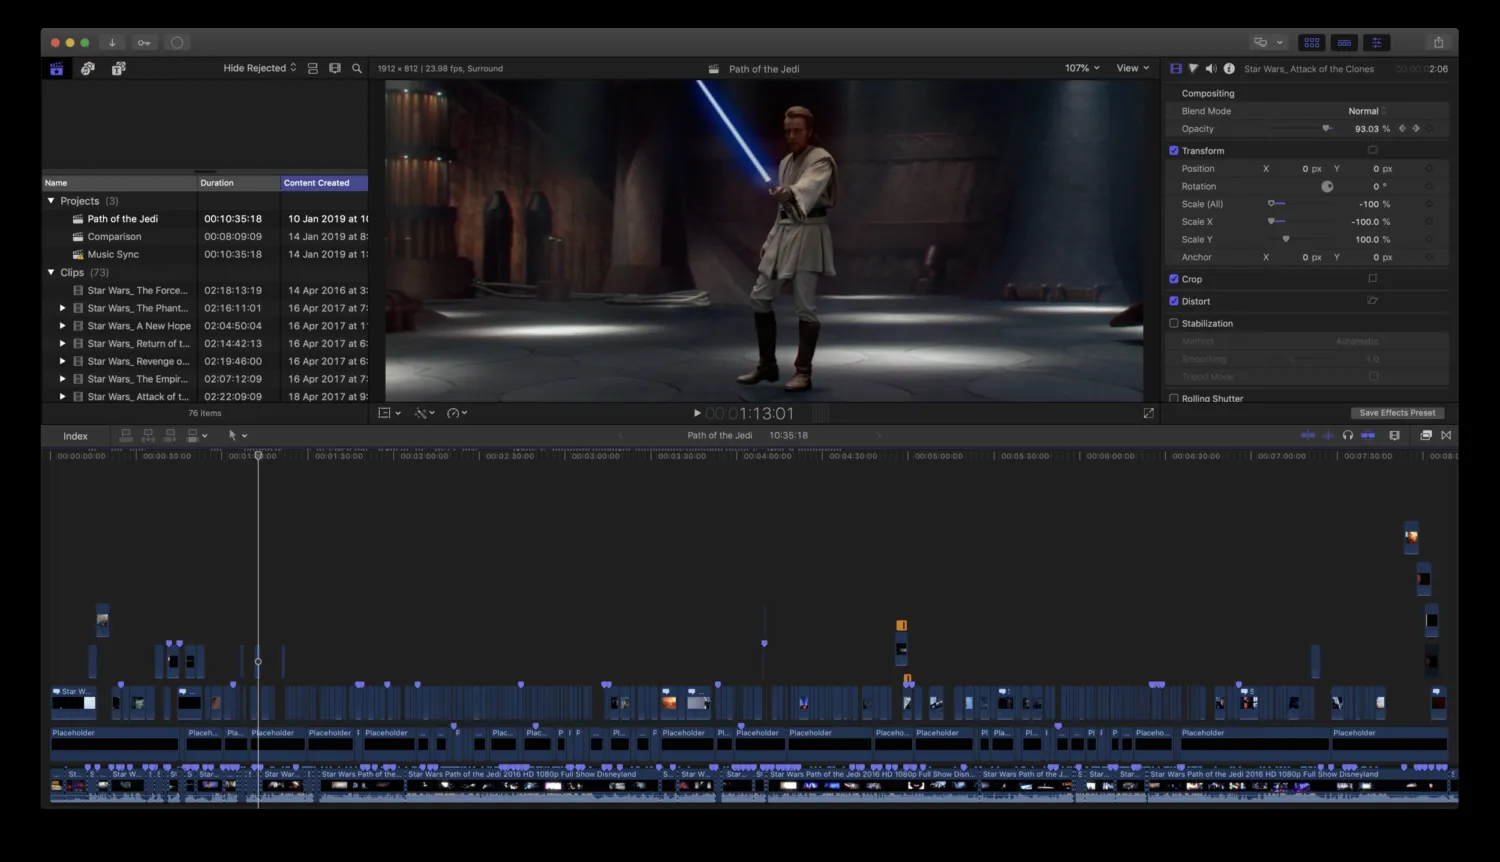 Hide Rejected
1912 × 812 | 23.98 fps, Surround
Path of the Jedi
107%
View
Star Wars_ Attack of the Clones
2:06
Name Duration Content Created
Projects (3)
Path of the Jedi 00:10:35:18 10 Jan 2019 at 10
Comparison 00:08:09:09 14 Jan 2019 at 8:
Music Sync 00:10:35:18 14 Jan 2019 at 1:
Clips (73)
Star Wars_ The Force... 02:18:13:19 14 Apr 2016 at 3:
Star Wars_ The Phant... 02:16:11:01 16 Apr 2017 at 7:
Star Wars_ A New Hope 02:04:50:04 16 Apr 2017 at 1
Star Wars_ Return of t... 02:14:42:13 16 Apr 2017 at 6:
Star Wars_ Revenge o... 02:19:46:00 16 Apr 2017 at 6:
Star Wars_ The Empir... 02:07:12:09 16 Apr 2017 at 7:
Star Wars_ Attack of t... 02:22:09:09 18 Apr 2017 at 9:
76 items
Compositing
Blend Mode Normal
Opacity 93.03 %
Transform
Position X 0 px Y 0 px
Rotation 0 °
Scale (All) -100 %
Scale X -100.0 %
Scale Y 100.0 %
Anchor X 0 px Y 0 px
Crop
Distort
Stabilization
Method Automatic
Smoothing 1.0
Tripod Mode
Rolling Shutter
Save Effects Preset
00:00:1:13:01
Index
Path of the Jedi 10:35:18
00:00:00:00 00:00:30:00 00:01:30:00 00:02:00:00 00:02:30:00 00:03:00:00 00:03:30:00 00:04:00:00 00:04:30:00 00:05:00:00 00:05:30:00 00:06:00:00 00:06:30:00 00:07:00:00 00:07:30:00
Star W...
Placeholder Placeh... Pla... Placeholder Placeholder P Placeholder P Plac... Plac... P I P Pl... Placeholder Pl... Placeholder Placeholder Placeho... Placeholder Pl Pla... Pl... Pl P Placeho... Placeholder Placeholder
St... S Star W... S S St Star... Star War... Star Wars Path of the... Star Wars Path of the Jedi 2016 HD 1080p Full Show Disneyland S... Star W... Star... Star Wars Path of the Jedi 2016 HD 1080p Full Show Disn... Star Wars Path of the J... Star... Star... Star Wars Path of the Jedi 2016 HD 1080p Full Show Disneyland